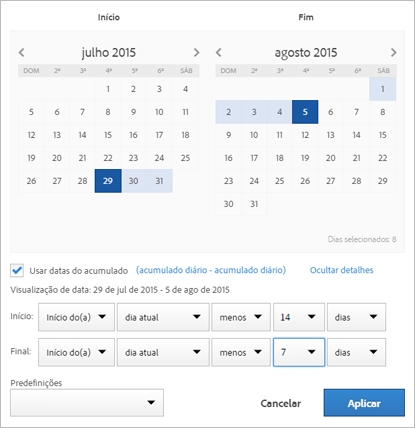 Início Fim
julho 2015 agosto 2015
DOM 2ª 3ª 4ª 5ª 6ª SÁB DOM 2ª 3ª 4ª 5ª 6ª SÁB
1 2 3 4 1
5 6 7 8 9 10 11 2 3 4 5 6 7 8
12 13 14 15 16 17 18 9 10 11 12 13 14 15
19 20 21 22 23 24 25 16 17 18 19 20 21 22
26 27 28 29 30 31 23 24 25 26 27 28 29
30 31
Dias selecionados: 8
Usar datas do acumulado (acumulado diário - acumulado diário) Ocultar detalhes
Visualização de data: 29 de jul de 2015 - 5 de ago de 2015
Início: Início do(a) dia atual menos 14 dias
Final: Início do(a) dia atual menos 7 dias
Predefinições
Cancelar Aplicar